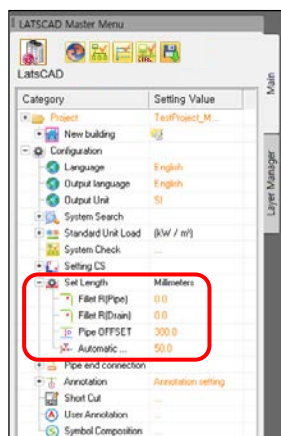 LATSCAD Master Menu
LatsCAD
Category Setting Value
Project TestProject_M...
New building
Configuration
Language English
Output language English
Output Unit SI
System Search
Standard Unit Load (kW / m²)
System Check ...
Setting CS
Set Length Millimeters
Fillet R(Pipe) 0.0
Fillet R(Drain) 0.0
Pipe OFFSET 300.0
Automatic ... 50.0
Pipe end connection
Annotation Annotation setting
Short Cut ...
User Annotation ...
Symbol Composition ...
Main
Layer Manager